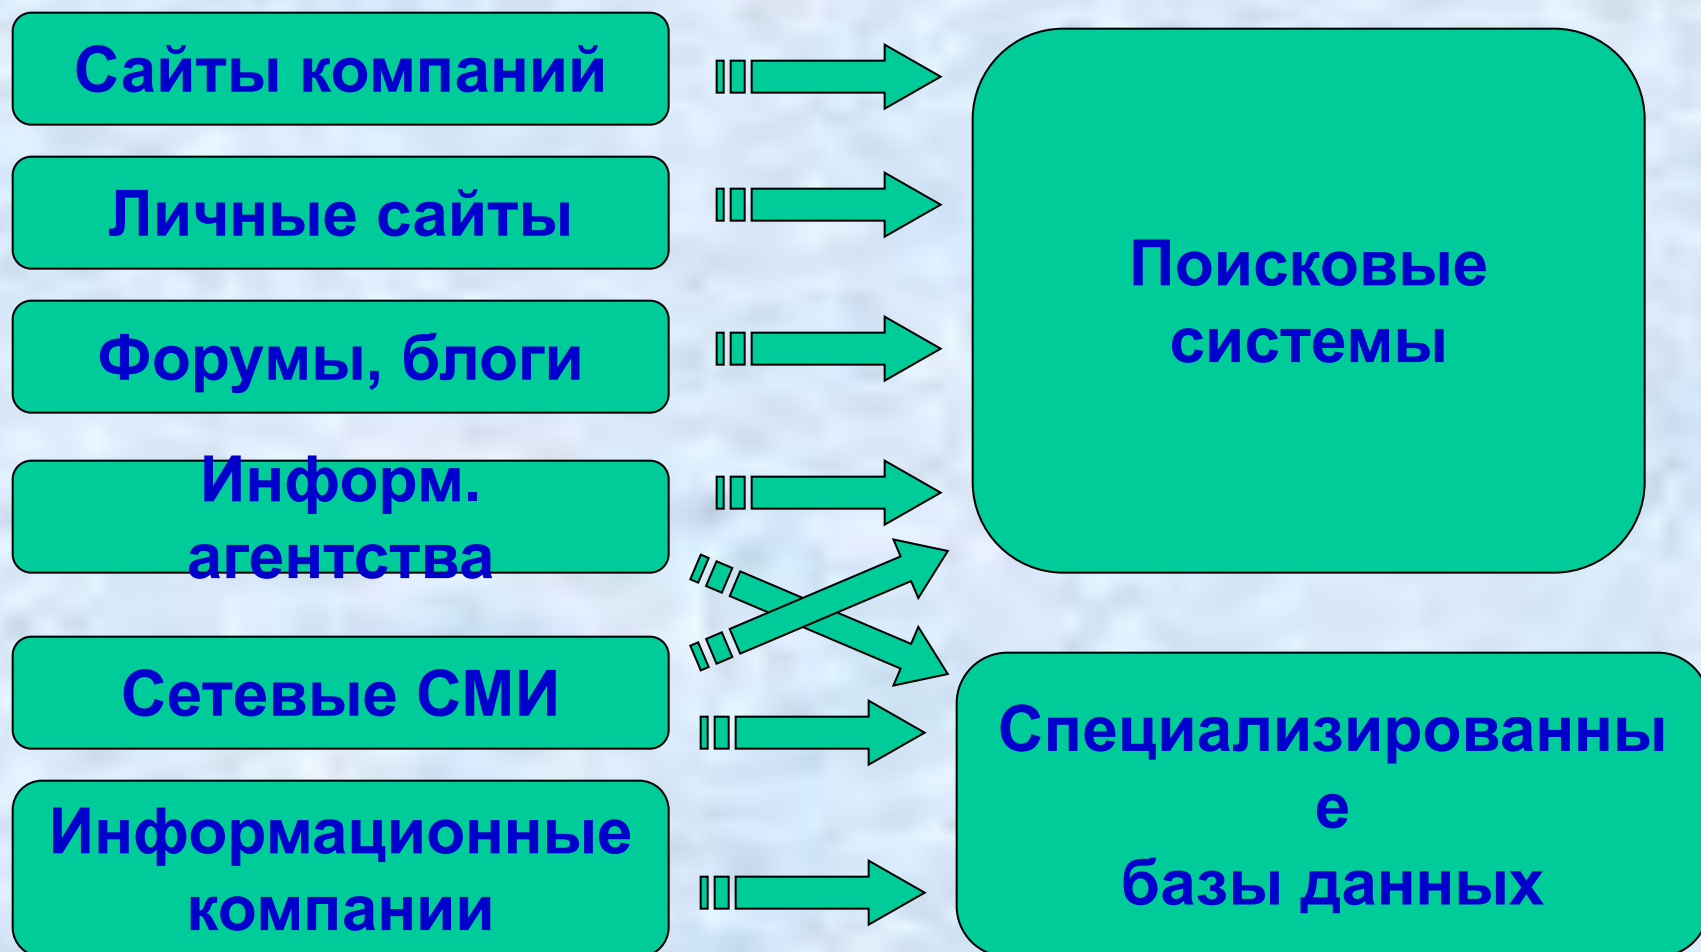 Сайты компаний
Личные сайты
Форумы, блоги
Информ.
агентства
Сетевые СМИ
Информационные
компании
Поисковые
системы
Специализированны
е
базы данных